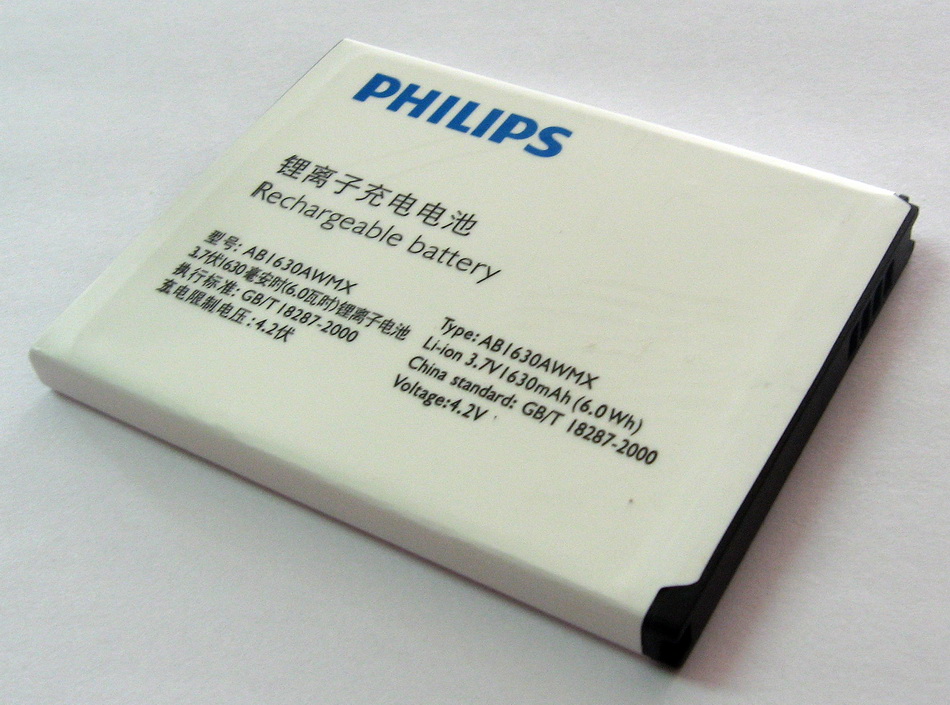 PHILIPS
锂离子充电电池
Rechargeable battery
型号: AB1630AWMX
3.7伏1630毫安时(6.0瓦时)锂离子电池
执行标准: GB/T 18287-2000
充电限制电压:4.2伏
Type: AB1630AWMX
Li-ion 3.7V1630mAh (6.0Wh)
China standard: GB/T 18287-2000
Voltage:4.2V